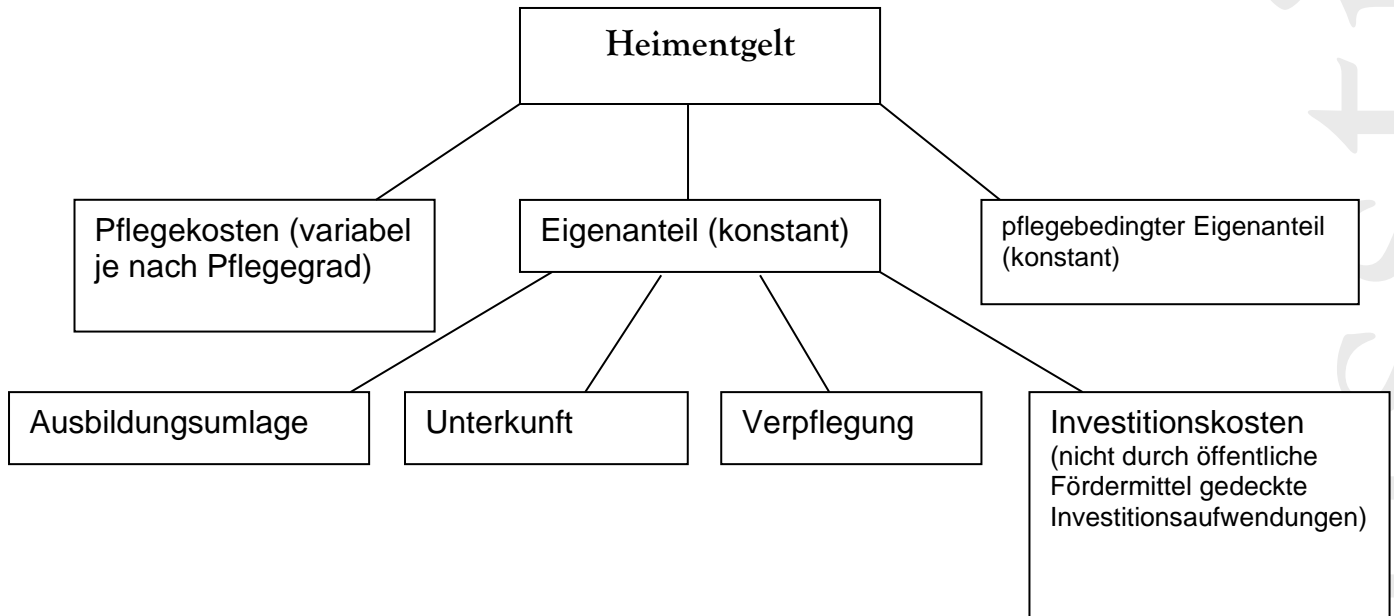 Heimentgelt
Pflegekosten (variabel
je nach Pflegegrad)
Eigenanteil (konstant)
pflegebedingter Eigenanteil
(konstant)
Ausbildungsumlage
Unterkunft
Verpflegung
Investitionskosten
(nicht durch öffentliche
Fördermittel gedeckte
Investitionsaufwendungen)